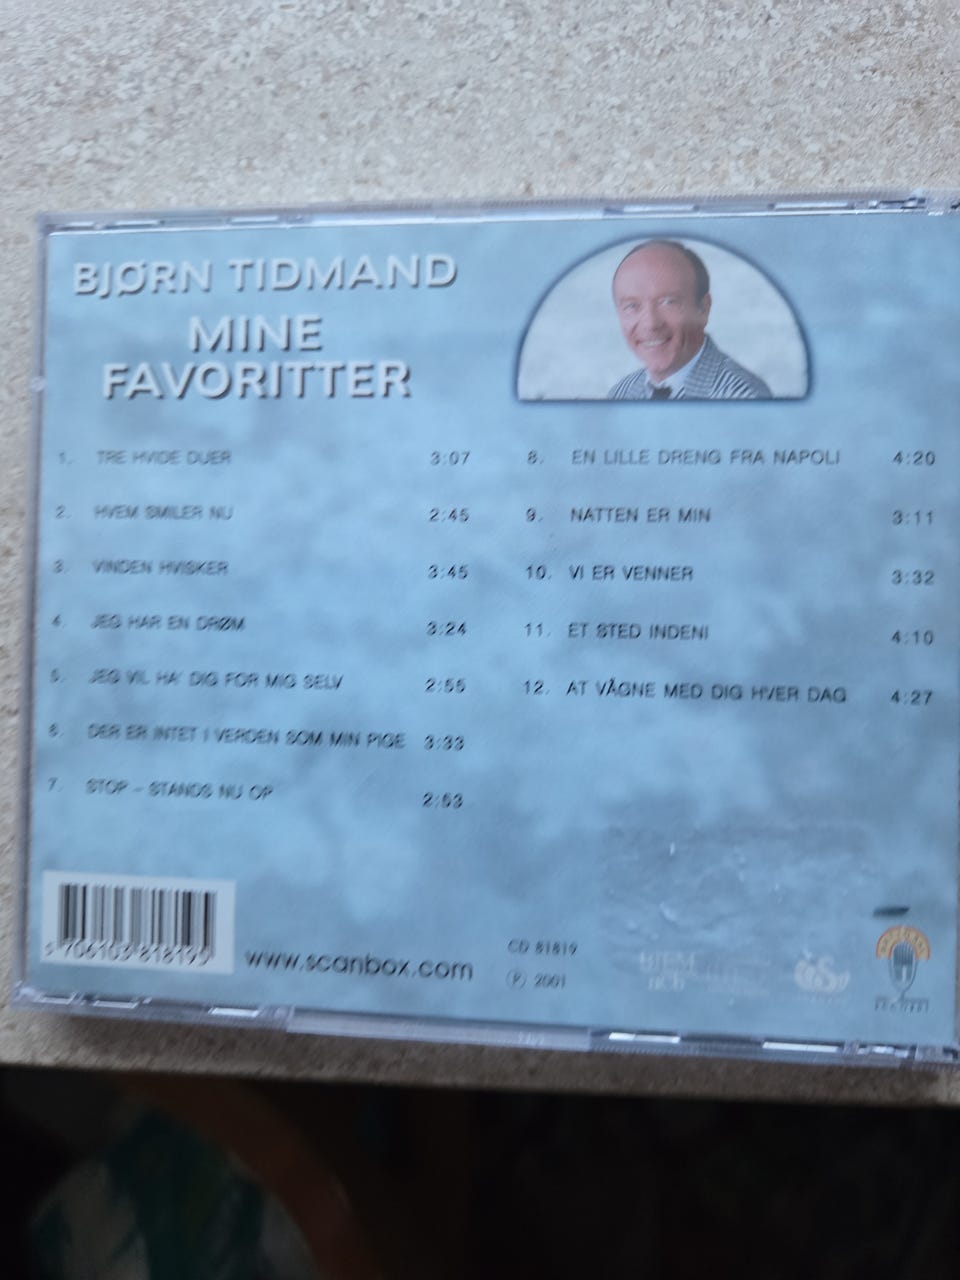 BJØRN TIDMAND
MINE
FAVORITTER
1. TRE HVIDE DUER 3:07
2. HVEM SMILER NU 2:45
3. VINDEN HVISKER 3:45
4. JEG HAR EN DRØM 3:24
5. JEG VIL HA' DIG FOR MIG SELV 2:55
6. DER ER INTET I VERDEN SOM MIN PIGE 3:33
7. STOP - STANDS NU OP 2:53
8. EN LILLE DRENG FRA NAPOLI 4:20
9. NATTEN ER MIN 3:11
10. VI ER VENNER 3:32
11. ET STED INDENI 4:10
12. AT VÅGNE MED DIG HVER DAG 4:27
5 706103 818195
www.scanbox.com
CD 81819
℗ 2001